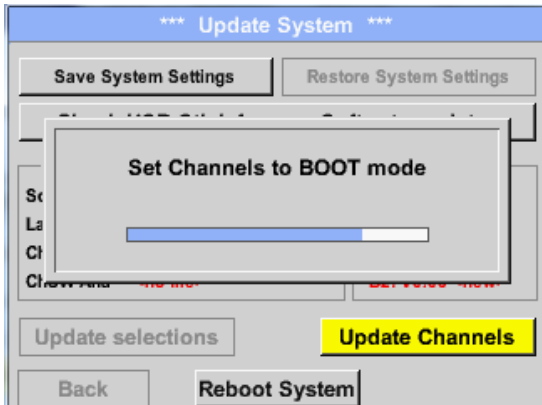 *** Update System ***
Save System Settings
Restore System Settings
Set Channels to BOOT mode
Update selections
Update Channels
Back
Reboot System